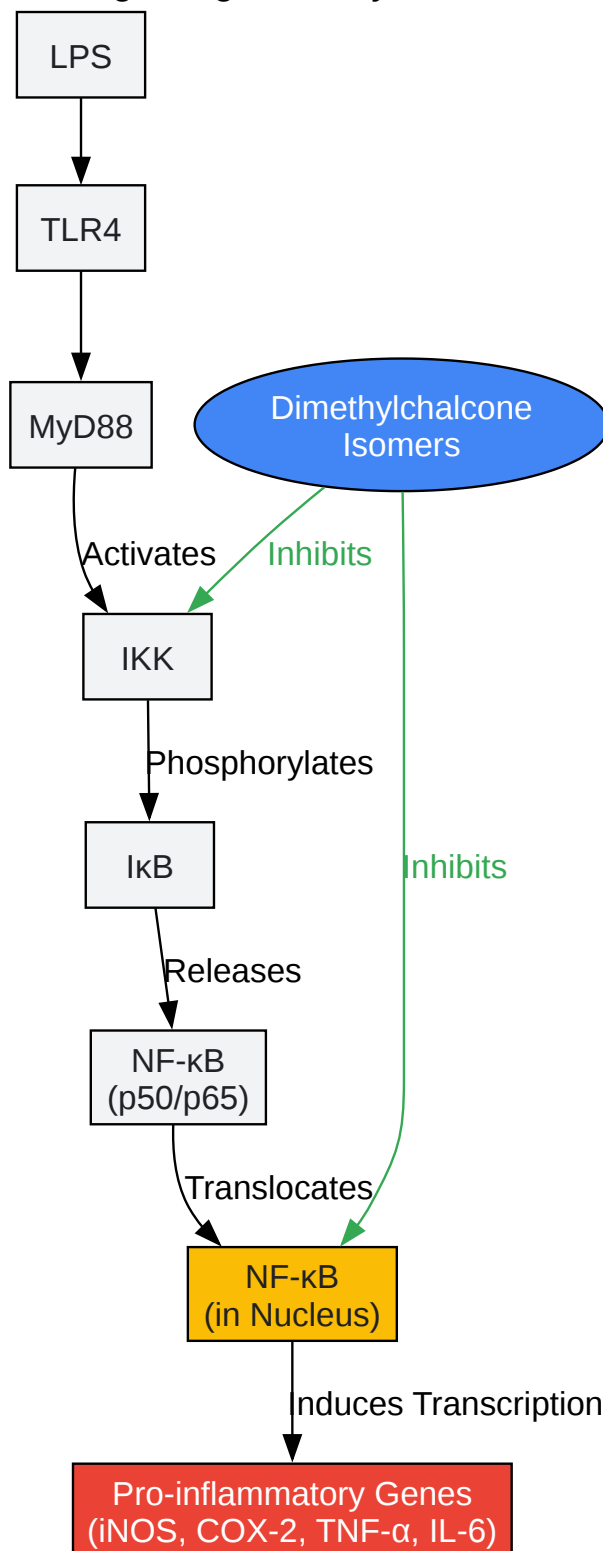 LPS
TLR4
MyD88
Dimethylchalcone
Isomers
Activates
Inhibits
IKK
Phosphorylates
IκB
Inhibits
Releases
NF-κB
(p50/p65)
Translocates
NF-κB
(in Nucleus)
Induces Transcription
Pro-inflammatory Genes
(iNOS, COX-2, TNF-α, IL-6)